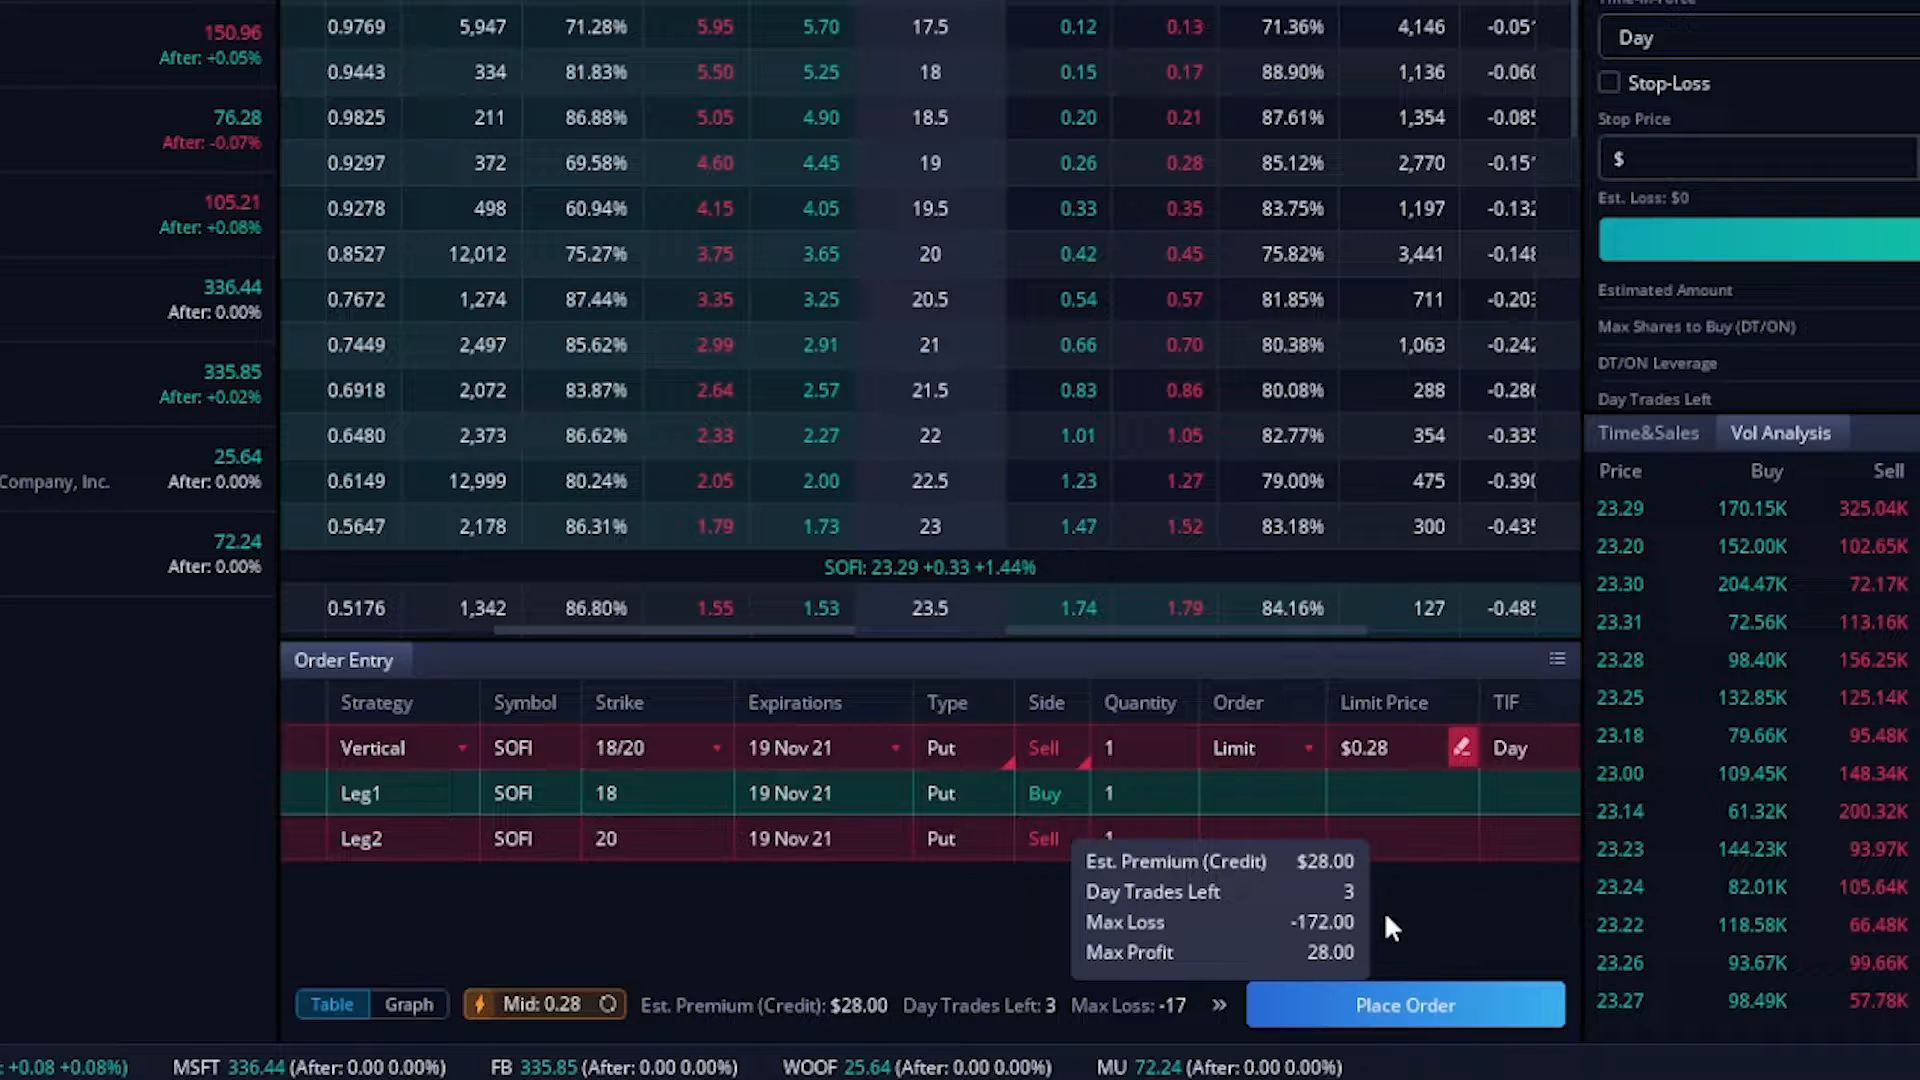 150.96
After: +0.05%
76.28
After: -0.07%
105.21
After: +0.08%
336.44
After: 0.00%
335.85
After: +0.02%
25.64
Company, Inc. After: 0.00%
72.24
After: 0.00%
0.9769 5,947 71.28% 5.95 5.70 17.5 0.12 0.13 71.36% 4,146
0.9443 334 81.83% 5.50 5.25 18 0.15 0.17 88.90% 1,136
0.9825 211 86.88% 5.05 4.90 18.5 0.20 0.21 87.61% 1,354
0.9297 372 69.58% 4.60 4.45 19 0.26 0.28 85.12% 2,770
0.9278 498 60.94% 4.15 4.05 19.5 0.33 0.35 83.75% 1,197
0.8527 12,012 75.27% 3.75 3.65 20 0.42 0.45 75.82% 3,441 -0.148
0.7672 1,274 87.44% 3.35 3.25 20.5 0.54 0.57 81.85% 711 -0.203
0.7449 2,497 85.62% 2.99 2.91 21 0.66 0.70 80.38% 1,063 -0.242
0.6918 2,072 83.87% 2.64 2.57 21.5 0.83 0.86 80.08% 288
0.6480 2,373 86.62% 2.33 2.27 22 1.01 1.05 82.77% 354
0.6149 12,999 80.24% 2.05 2.00 22.5 1.23 1.27 79.00% 475
0.5647 2,178 86.31% 1.79 1.73 23 1.47 1.52 83.18% 300
SOFI: 23.29 +0.33 +1.44%
0.5176 1,342 86.80% 1.55 1.53 23.5 1.74 1.79 84.16% 127
Order Entry
Strategy Symbol Strike Expirations Type Side Quantity Order Limit Price TIF
Vertical SOFI 18/20 19 Nov 21 Put Sell 1 Limit $0.28 Day
Leg1 SOFI 18 19 Nov 21 Put Buy 1
Leg2 SOFI 20 19 Nov 21 Put Sell 1
Est. Premium (Credit) $28.00
Day Trades Left 3
Max Loss -172.00
Max Profit 28.00
Table Graph Mid: 0.28 Est. Premium (Credit): $28.00 Day Trades Left: 3 Max Loss: -17 » Place Order
Time-in-Force
Day
Stop-Loss
Stop Price
$
Est. Loss: $0
Estimated Amount
Max Shares to Buy (DT/ON)
DT/ON Leverage
Day Trades Left
Time&Sales Vol Analysis
Price Buy Sell
23.29 170.15K 325.04K
23.20 152.00K 102.65K
23.30 204.47K 72.17K
23.31 72.56K 113.16K
23.28 98.40K 156.25K
23.25 132.85K 125.14K
23.18 79.66K 95.48K
23.00 109.45K 148.34K
23.14 61.32K 200.32K
23.23 144.23K 93.97K
23.24 82.01K 105.64K
23.22 118.58K 66.48K
23.26 93.67K 99.66K
23.27 98.49K 57.78K
: +0.08 +0.08%) MSFT 336.44 (After: 0.00 0.00%) FB 335.85 (After: 0.00 0.00%) WOOF 25.64 (After: 0.00 0.00%) MU 72.24 (After: 0.00 0.00%)